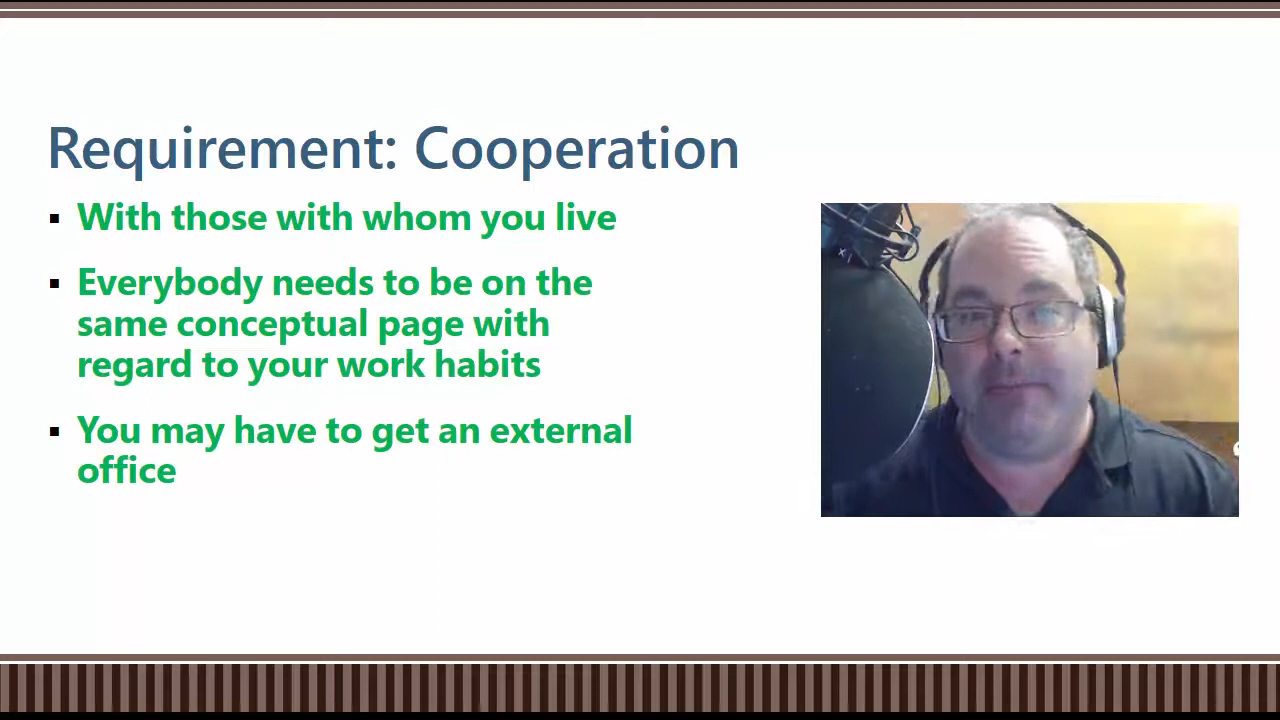 Requirement: Cooperation
With those with whom you live
Everybody needs to be on the
same conceptual page with
regard to your work habits
You may have to get an external
office